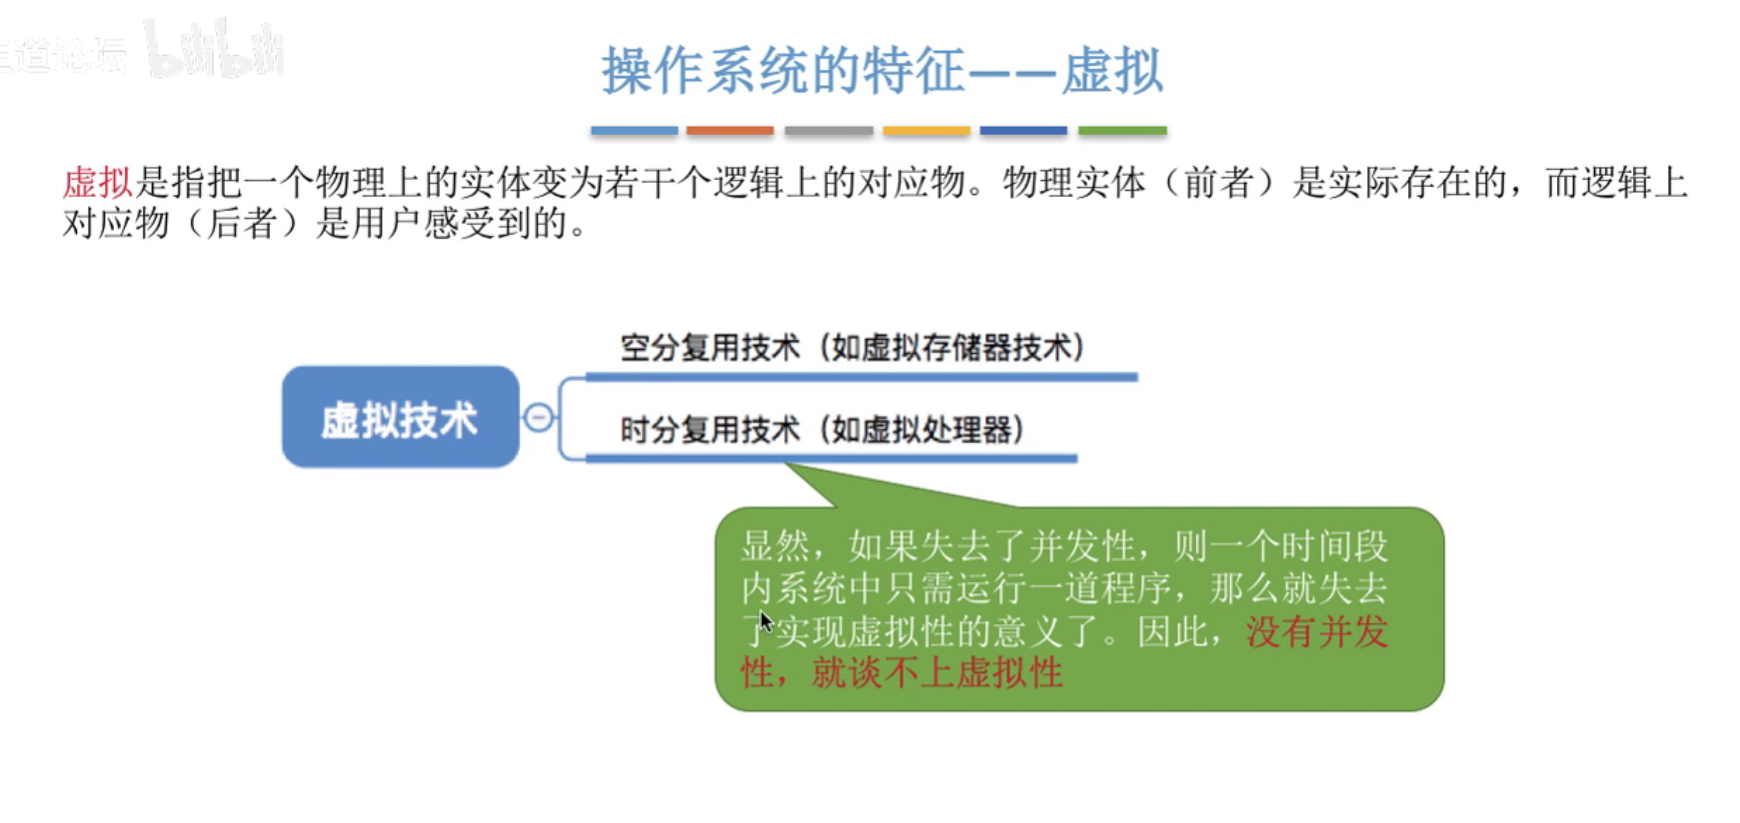 道论坛 bilibili
操作系统的特征——虚拟
虚拟是指把一个物理上的实体变为若干个逻辑上的对应物。物理实体（前者）是实际存在的，而逻辑上
对应物（后者）是用户感受到的。
空分复用技术（如虚拟存储器技术）
虚拟技术
时分复用技术（如虚拟处理器）
显然，如果失去了并发性，则一个时间段
内系统中只需运行一道程序，那么就失去
了实现虚拟性的意义了。因此，没有并发
性，就谈不上虚拟性